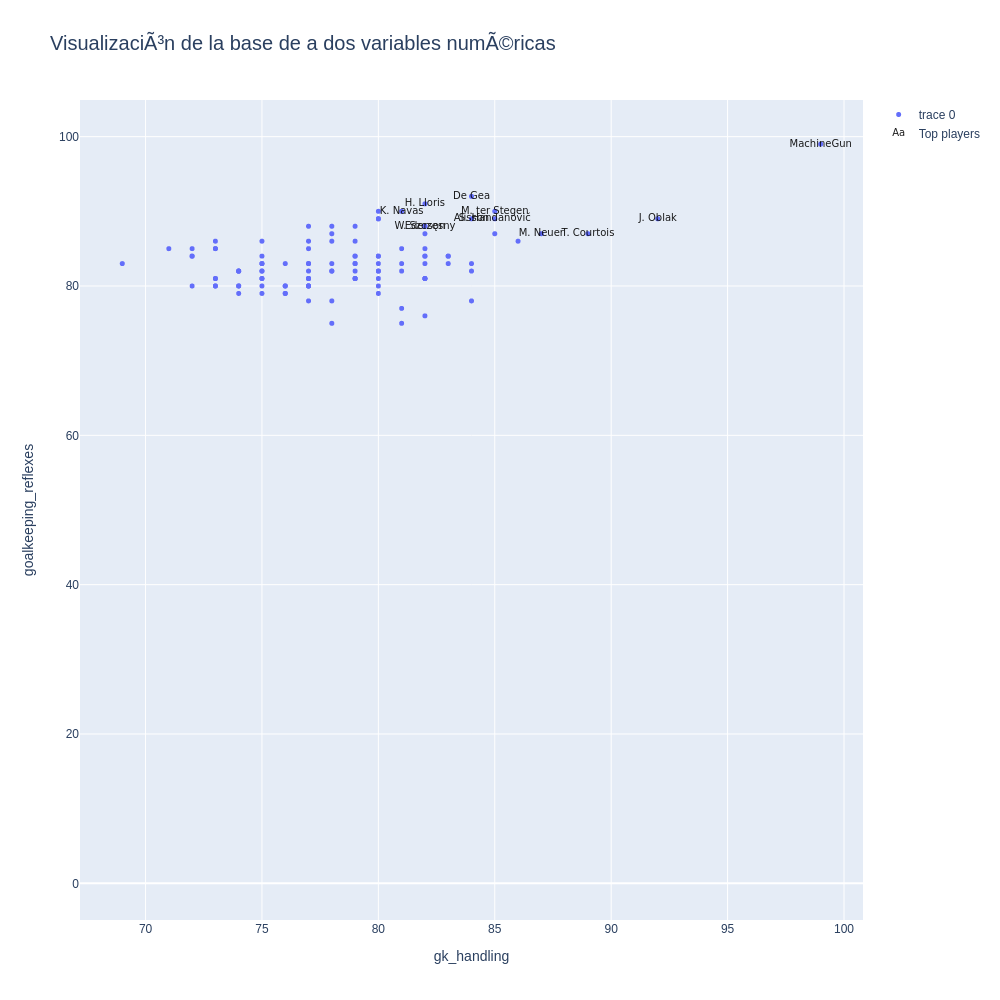 VisualizaciÃ³n de la base de a dos variables numÃ©ricas
trace 0
Aa Top players
100
80
60
40
20
0
goalkeeping_reflexes
MachineGun
De Gea
H. Lloris
K. Navas
M. ter Stegen
S. Handanovic
J. Oblak
M. Neuer
T. Courtois
70
75
80
85
90
95
100
gk_handling